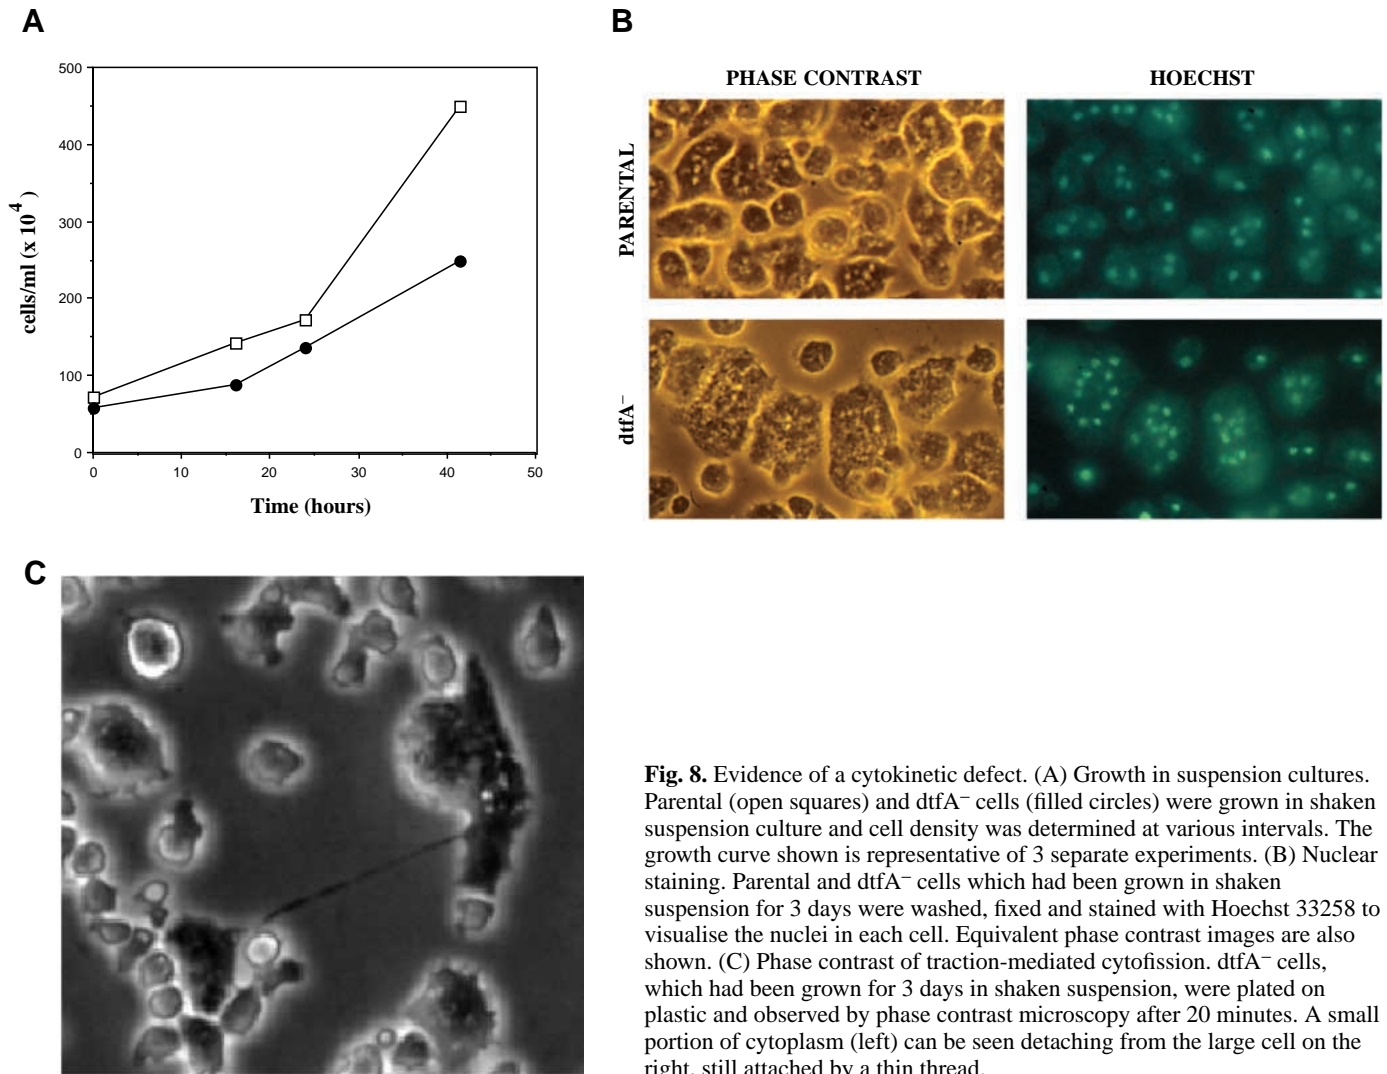 A
B
500
400
300
200
100
0
cells/ml (x 10⁴ )
0
10
20
30
40
50
Time (hours)
PHASE CONTRAST
HOECHST
PARENTAL
dtfA⁻
C
Fig. 8. Evidence of a cytokinetic defect. (A) Growth in suspension cultures.
Parental (open squares) and dtfA⁻ cells (filled circles) were grown in shaken
suspension culture and cell density was determined at various intervals. The
growth curve shown is representative of 3 separate experiments. (B) Nuclear
staining. Parental and dtfA⁻ cells which had been grown in shaken
suspension for 3 days were washed, fixed and stained with Hoechst 33258 to
visualise the nuclei in each cell. Equivalent phase contrast images are also
shown. (C) Phase contrast of traction-mediated cytofission. dtfA⁻ cells,
which had been grown for 3 days in shaken suspension, were plated on
plastic and observed by phase contrast microscopy after 20 minutes. A small
portion of cytoplasm (left) can be seen detaching from the large cell on the
right, still attached by a thin thread.